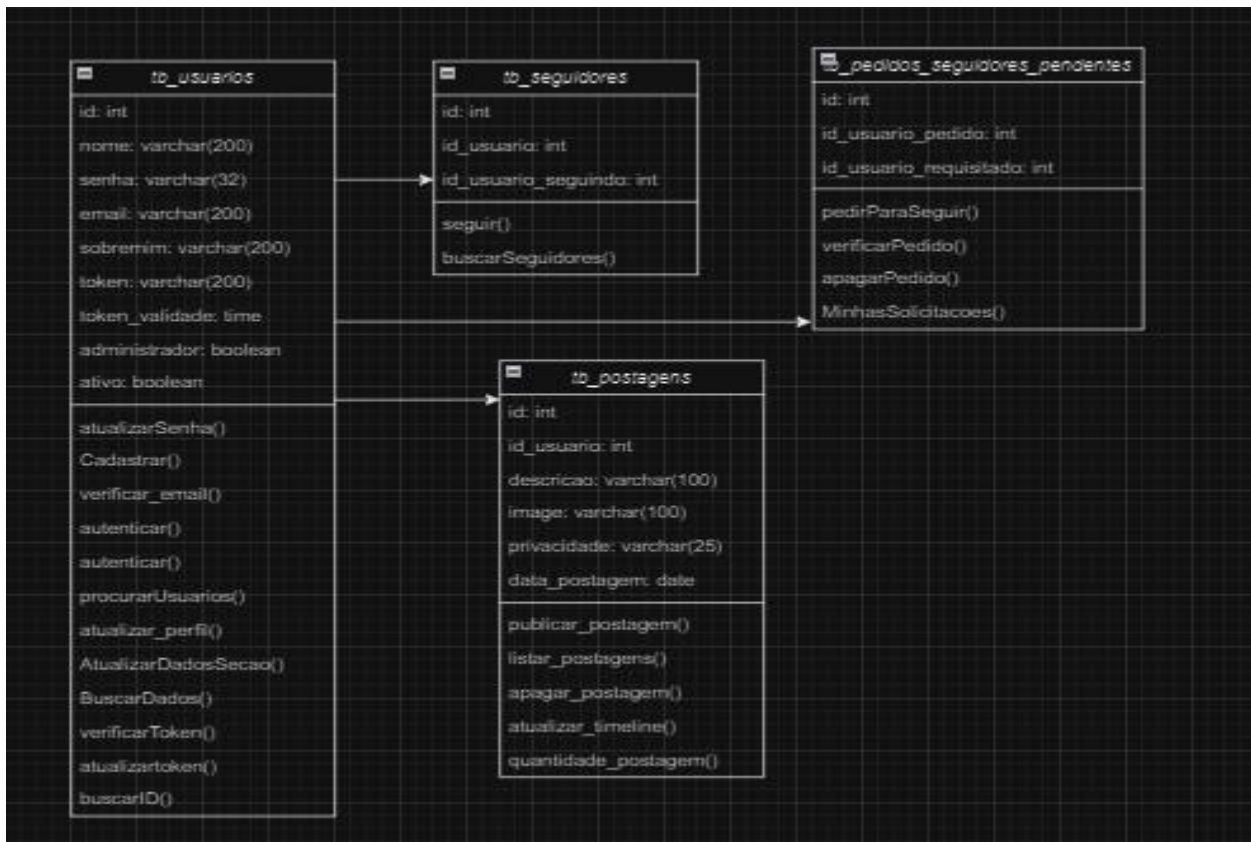 tb_usuarios
id: int
nome: varchar(200)
senha: varchar(32)
email: varchar(200)
sobremim: varchar(200)
token: varchar(200)
token_validade: time
administrador: boolean
ativo: boolean
atualizarSenha()
Cadastrar()
verificar_email()
autenticar()
autenticar()
procurarUsuarios()
atualizar_perfil()
AtualizarDadosSecao()
BuscarDados()
verificarToken()
atualizartoken()
buscarID()
tb_seguidores
id: int
id_usuario: int
id_usuario_seguindo: int
seguir()
buscarSeguidores()
tb_pedidos_seguidores_pendentes
id: int
id_usuario_pedido: int
id_usuario_requisitado: int
pedirParaSeguir()
verificarPedido()
apagarPedido()
MinhasSolicitacoes()
tb_postagens
id: int
id_usuario: int
descricao: varchar(100)
image: varchar(100)
privacidade: varchar(25)
data_postagem: date
publicar_postagem()
listar_postagens()
apagar_postagem()
atualizar_timeline()
quantidade_postagem()